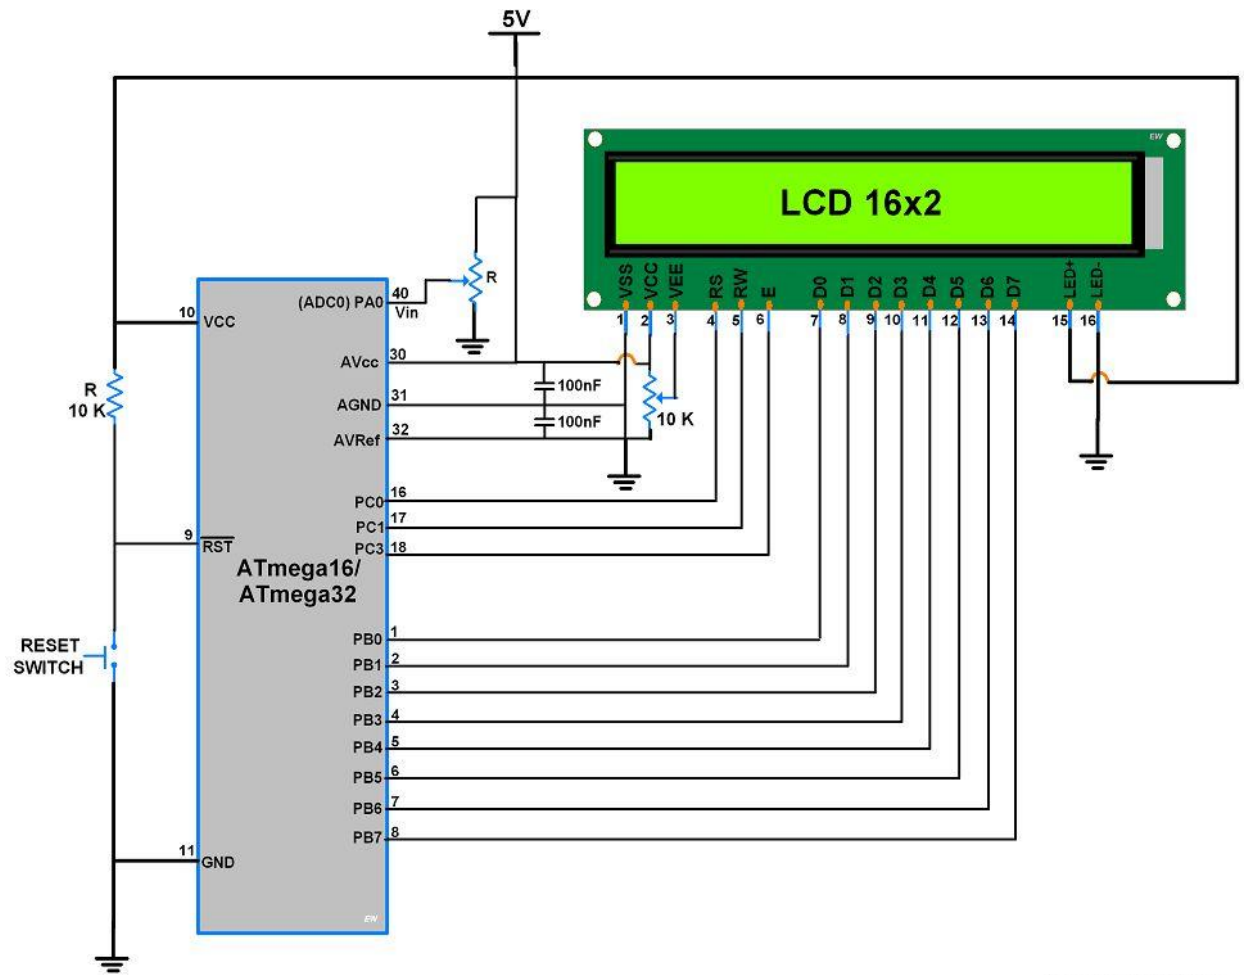 5V
EW
LCD 16x2
VSS
VCC
VEE
RS
RW
E
D0
D1
D2
D3
D4
D5
D6
D7
LED+
LED-
1
2
3
4
5
6
7
8
9
10
11
12
13
14
15
16
R
(ADC0) PA0
40
Vin
10
VCC
AVcc
30
100nF
R
10 K
AGND
31
100nF
10 K
AVRef
32
PC0
16
PC1
17
PC3
18
9
RST
ATmega16/
ATmega32
PB0
1
RESET
SWITCH
PB1
2
PB2
3
PB3
4
PB4
5
PB5
6
PB6
7
PB7
8
11
GND
EW